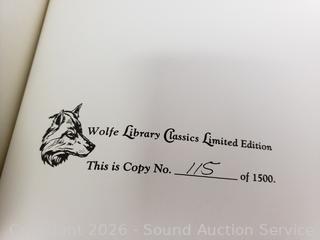 Wolfe Library Classics Limited Edition
This is Copy No. 115 of 1500.
Copyright 2026 - Sound Auction Service